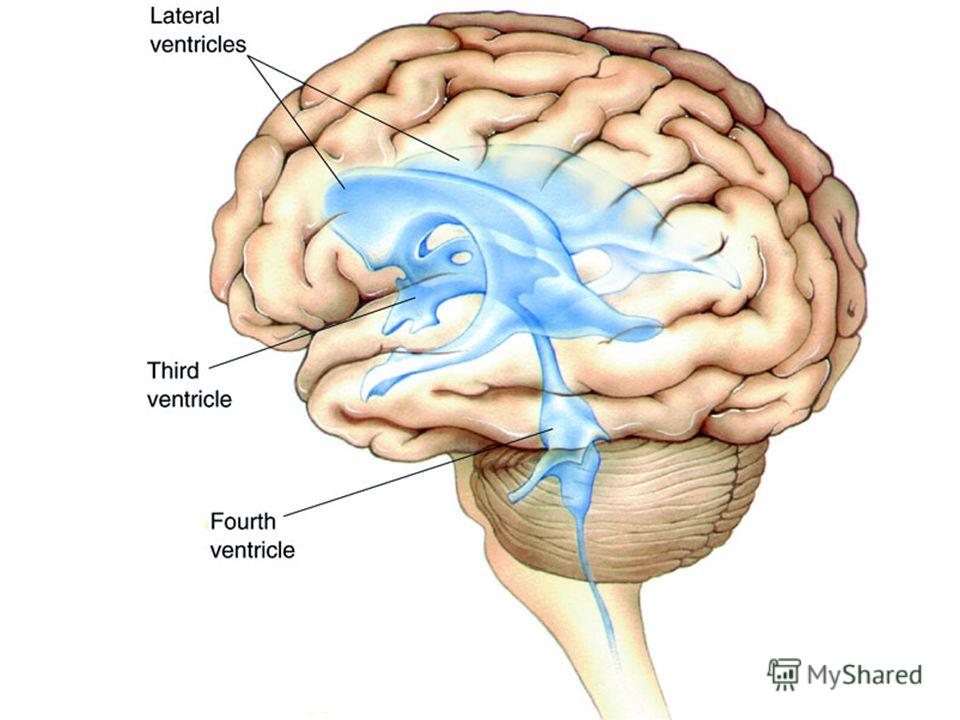 Lateral
ventricles
Third
ventricle
Fourth
ventricle
MyShared